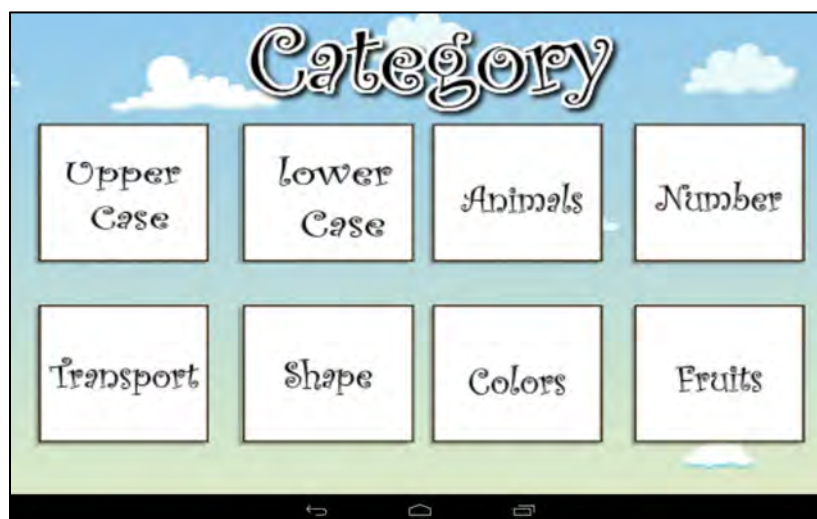 Category
Upper
Case
lower
Case
Animals
Number
Transport
Shape
Colors
Fruits